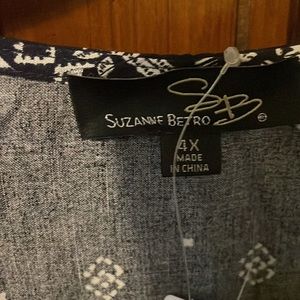 SB
SUZANNE BETRO
4X
MADE
IN CHINA